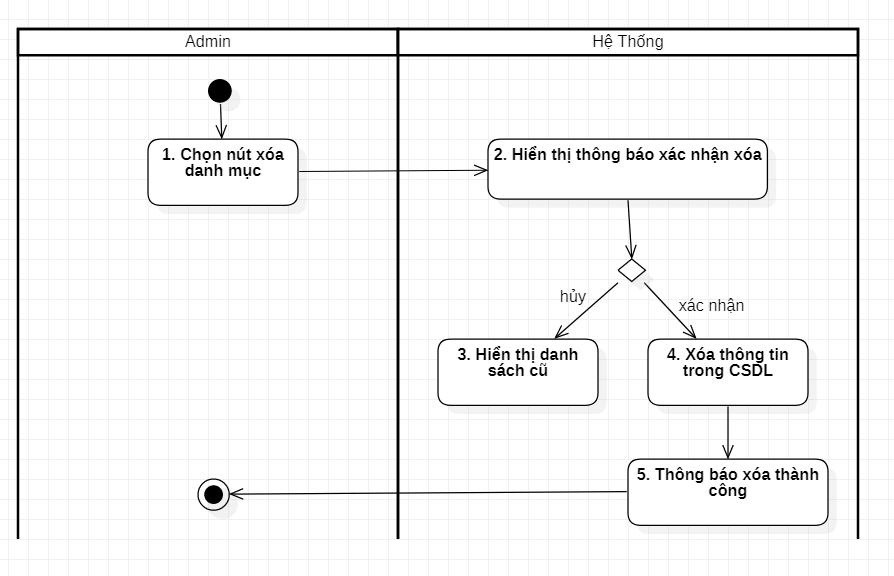 Admin
Hệ Thống
1. Chọn nút xóa
danh mục
2. Hiển thị thông báo xác nhận xóa
hủy
xác nhận
3. Hiển thị danh
sách cũ
4. Xóa thông tin
trong CSDL
5. Thông báo xóa thành
công